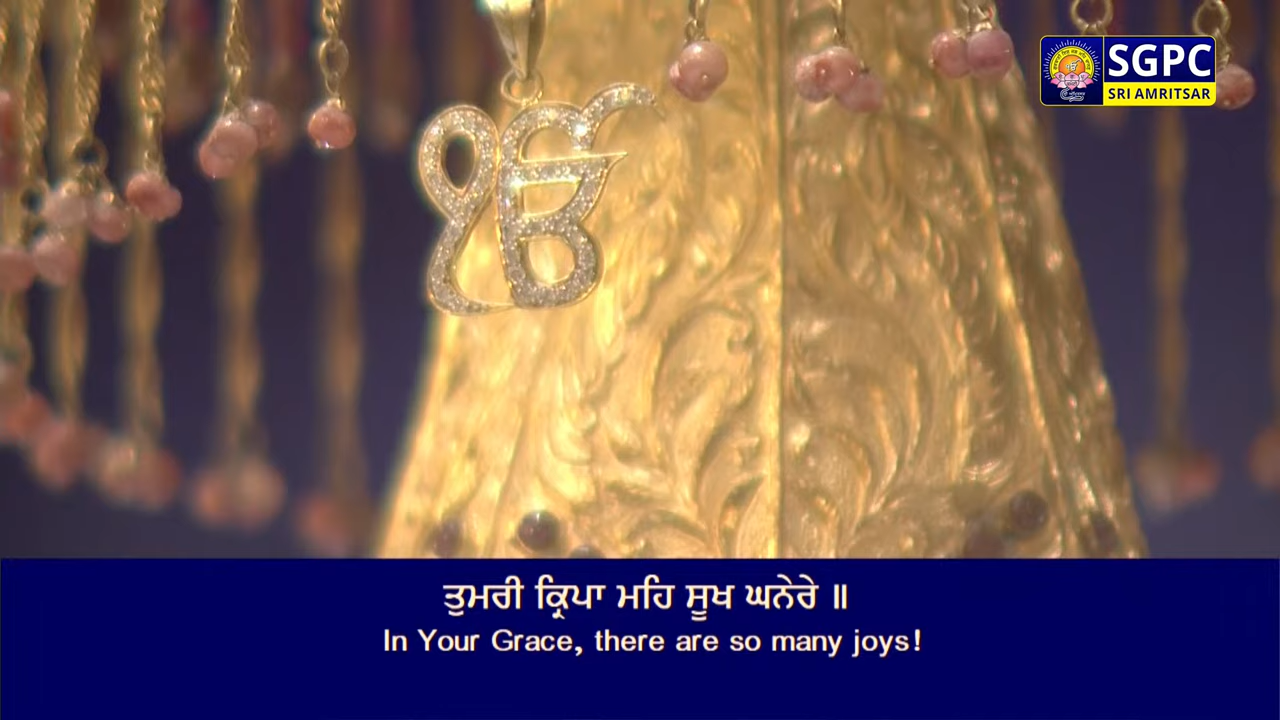 SGPC
SRI AMRITSAR
ੴ
ਤੁਮਰੀ ਕ੍ਰਿਪਾ ਮਹਿ ਸੂਖ ਘਨੇਰੇ ॥
In Your Grace, there are so many joys!